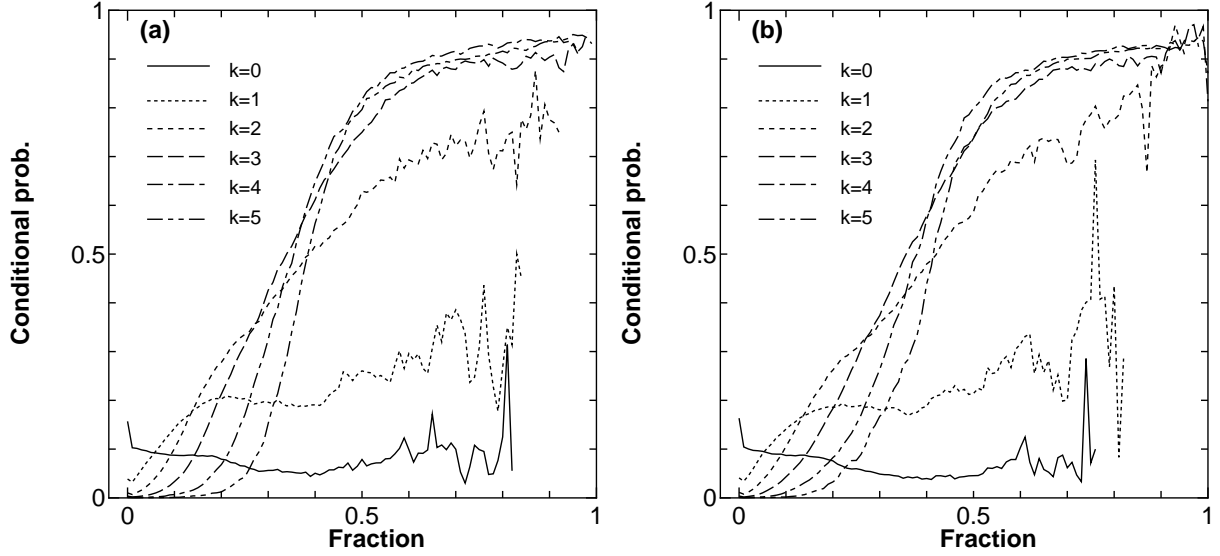 (a)
k=0
k=1
k=2
k=3
k=4
k=5
1
0.5
0
0
0.5
1
Conditional prob.
Fraction
(b)
k=0
k=1
k=2
k=3
k=4
k=5
1
0.5
0
0
0.5
1
Conditional prob.
Fraction